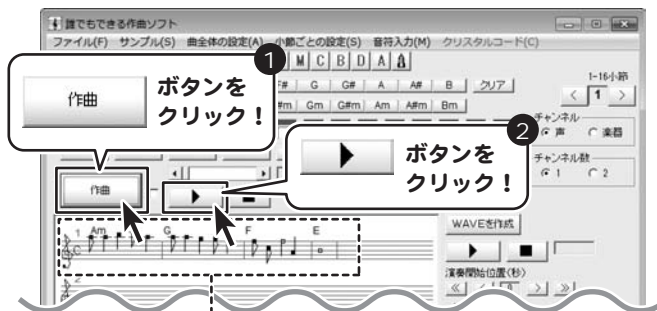 誰でもできる作曲ソフト
ファイル(F) サンプル(S) 曲全体の設定(A) 小節ごとの設定(S) 音符入力(M) クリスタルコード(C)
1
M C B D A A
作曲
ボタンを
クリック！
F# G G# A A# B クリア
F#m Gm G#m Am A#m Bm
1-16小節
< 1 >
チャンネル
声 楽器
2
▶
ボタンを
クリック！
チャンネル数
1 2
作曲 ▶ ■
1 Am G F E
WAVEを作成
▶ ■
演奏開始位置(秒)
≪ < 0 > ≫
2